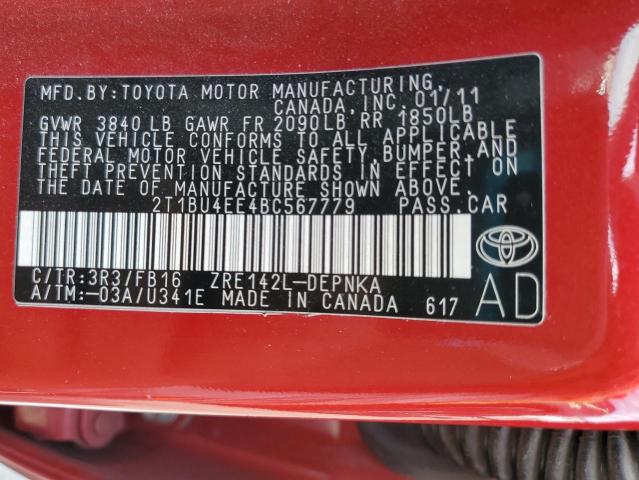 MFD.BY:TOYOTA MOTOR MANUFACTURING,
CANADA,INC. 01/11
GVWR 3840 LB GAWR FR 2090LB RR 1850LB
THIS VEHICLE CONFORMS TO ALL APPLICABLE
FEDERAL MOTOR VEHICLE SAFETY, BUMPER, AND
THEFT PREVENTION STANDARDS IN EFFECT ON
THE DATE OF MANUFACTURE SHOWN ABOVE.
2T1BU4EE4BC567779 PASS.CAR
C/TR:3R3/FB16 ZRE142L-DEPNKA
A/TM:-03A/U341E MADE IN CANADA 617
AD